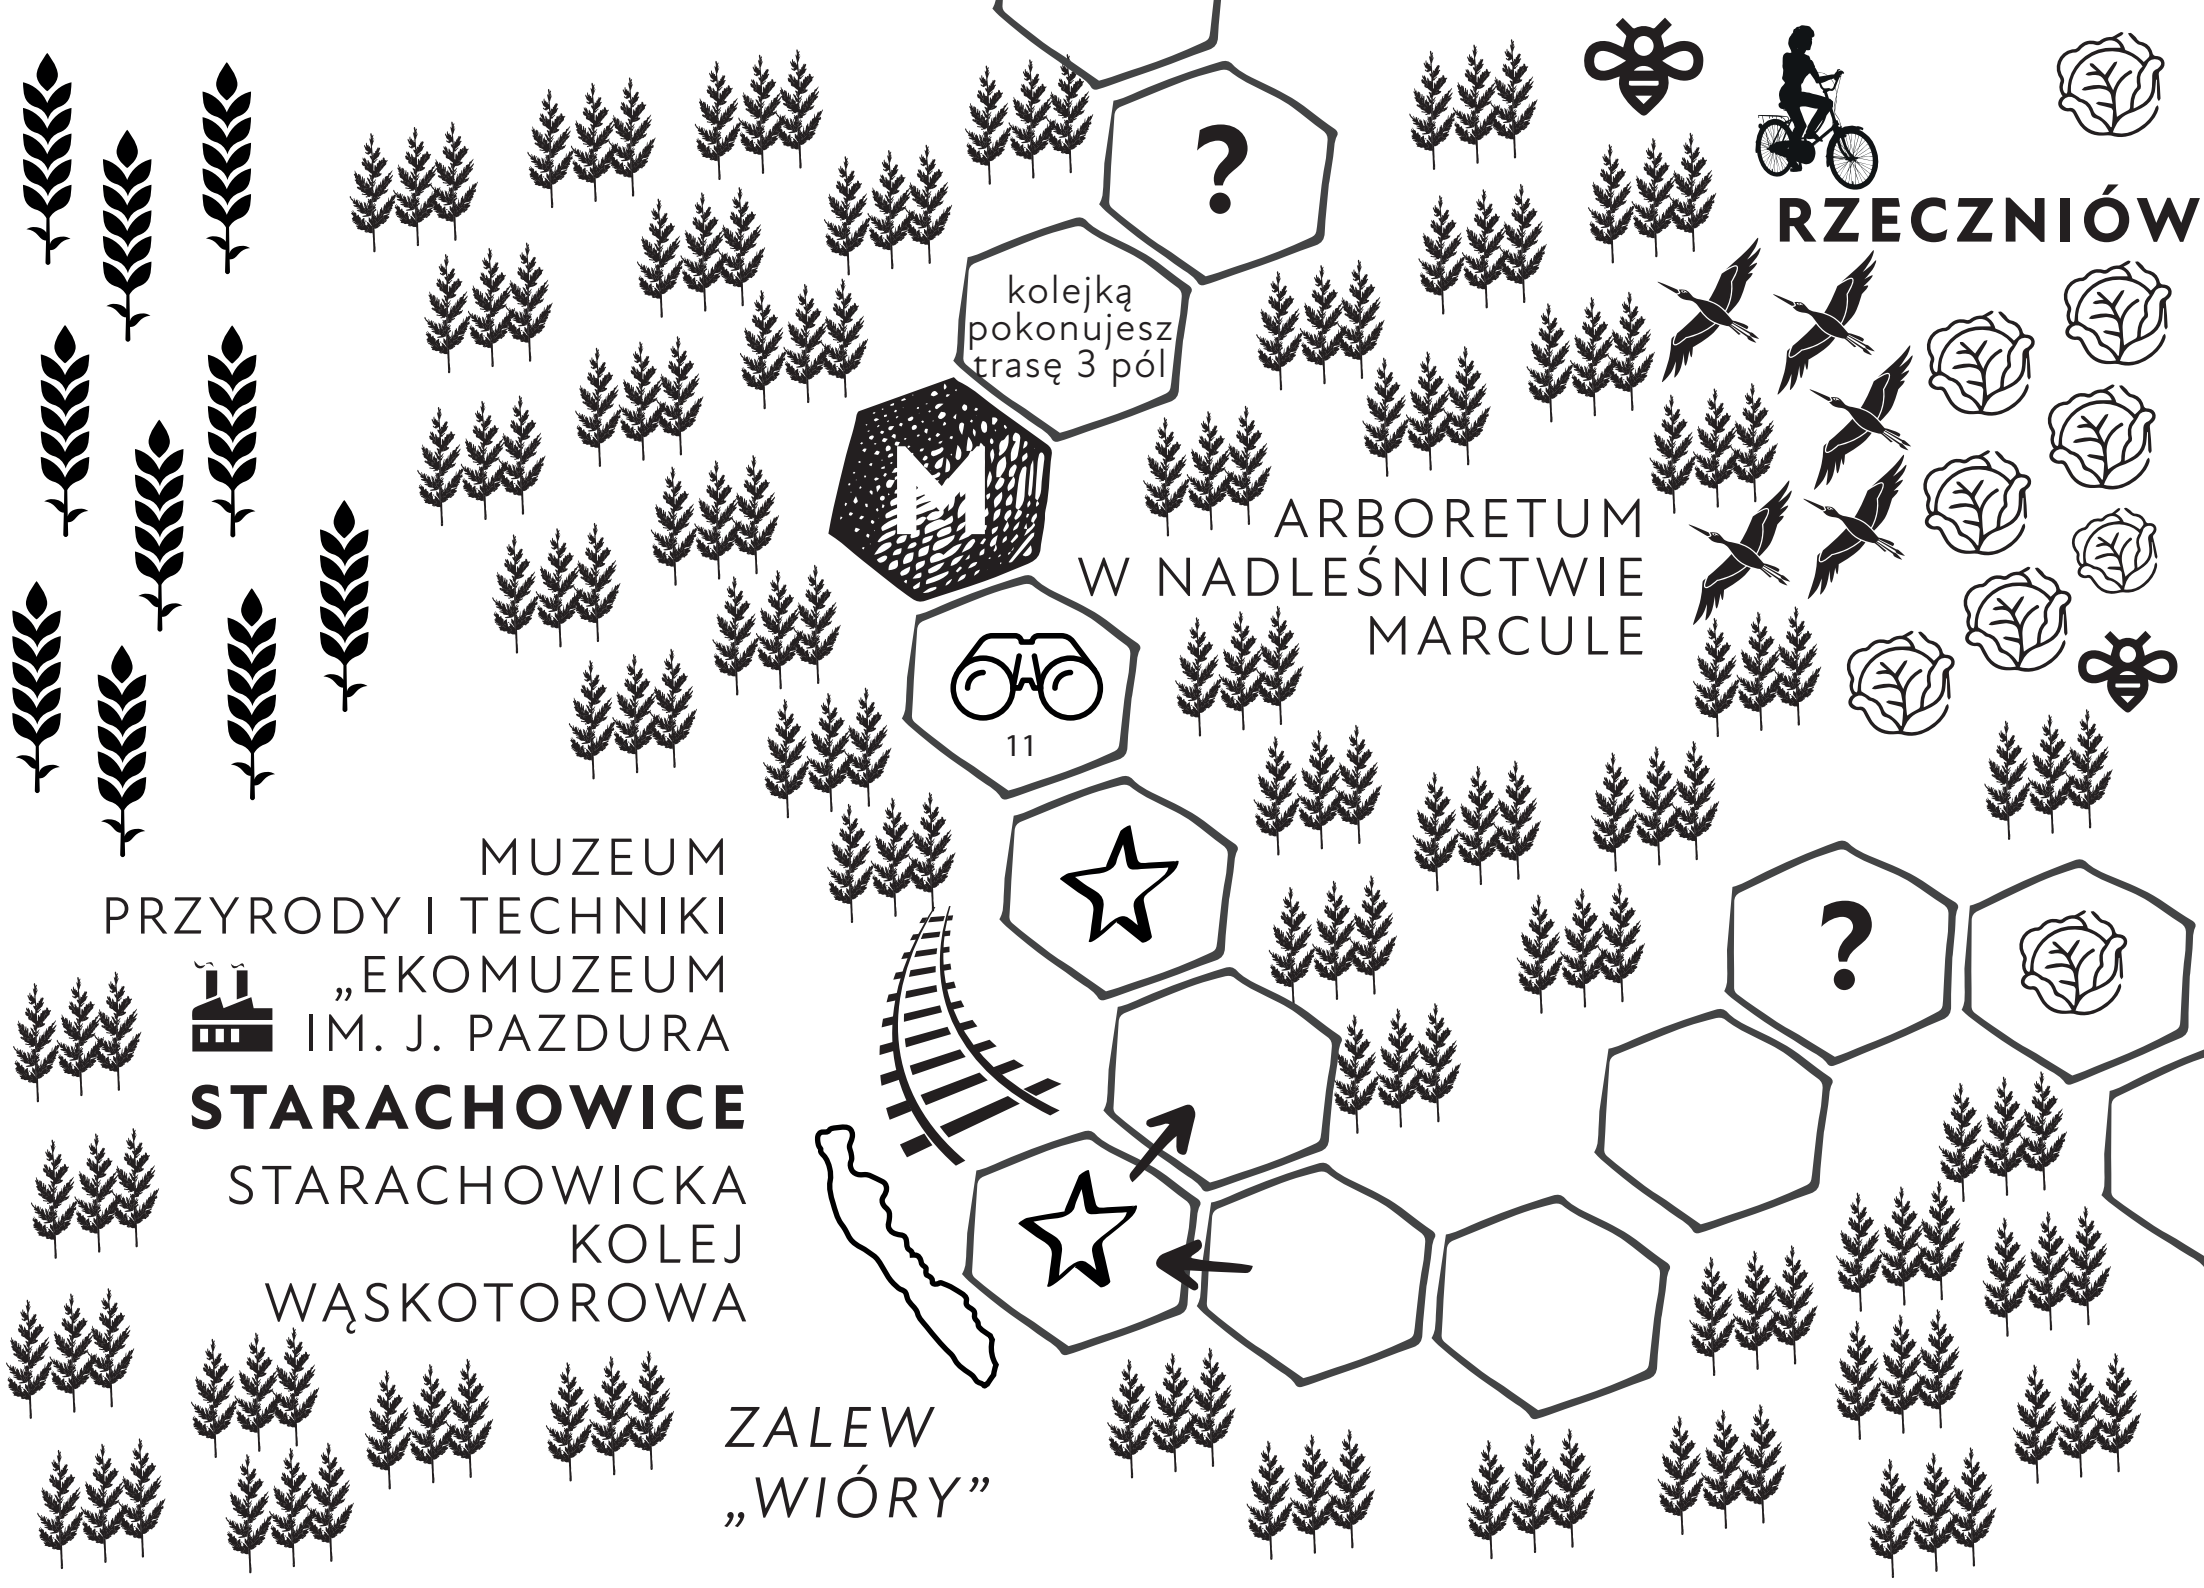 ?
RZECZNIÓW
kolejką
pokonujesz
trasę 3 pól
M
ARBORETUM
W NADLEŚNICTWIE
MARCULE
11
MUZEUM
PRZYRODY I TECHNIKI
„EKOMUZEUM
IM. J. PAZDURA
STARACHOWICE
STARACHOWICKA
KOLEJ
WĄSKOTOROWA
?
ZALEW
„WIÓRY”